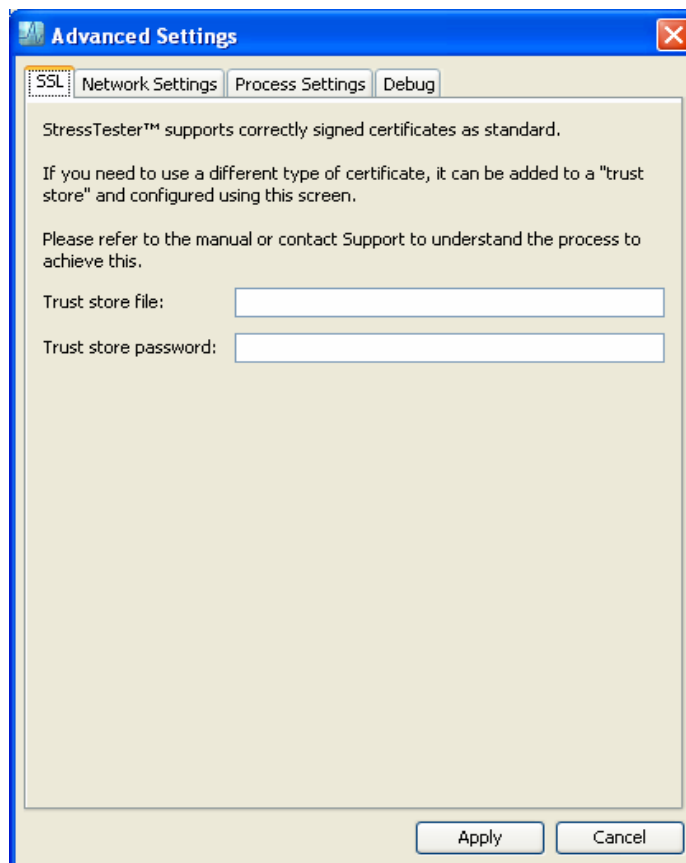 Advanced Settings
SSL
Network Settings
Process Settings
Debug
StressTester™ supports correctly signed certificates as standard.
If you need to use a different type of certificate, it can be added to a "trust
store" and configured using this screen.
Please refer to the manual or contact Support to understand the process to
achieve this.
Trust store file:
Trust store password:
Apply
Cancel